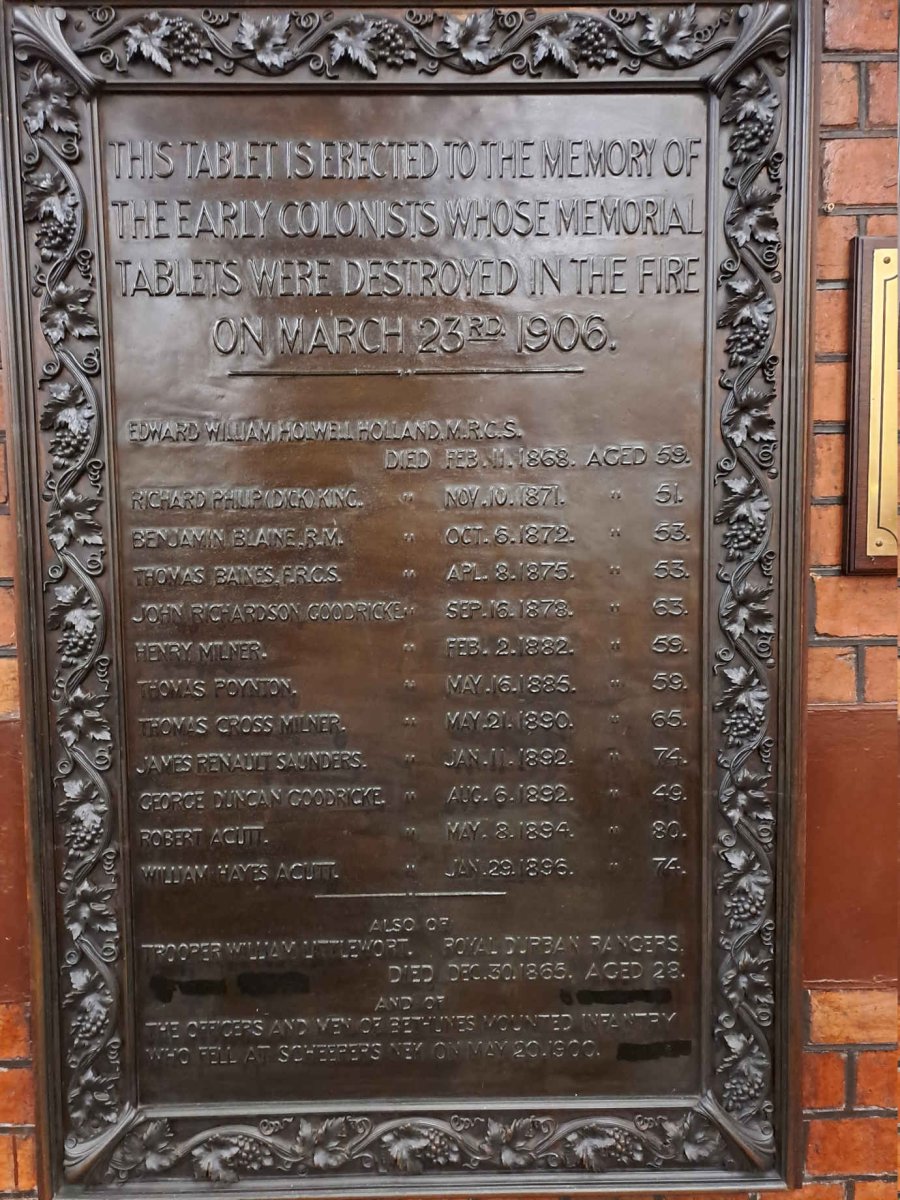 THIS TABLET IS ERECTED TO THE MEMORY OF
THE EARLY COLONISTS WHOSE MEMORIAL
TABLETS WERE DESTROYED IN THE FIRE
ON MARCH 23RD 1906.
EDWARD WILLIAM HOLWELL HOLLAND, M.R.C.S.
DIED FEB. 11. 1868. AGED 59.
RICHARD PHILIP (DICK) KING. " NOV. 10. 1871. " 51.
BENJAMIN BLAINE, R.M. " OCT. 6. 1872. " 53.
THOMAS BAINES, F.R.G.S. " APL. 8. 1875. " 53.
JOHN RICHARDSON GOODRICKE " SEP. 16. 1878. " 63.
HENRY MILNER. " FEB. 2. 1882. " 59.
THOMAS POYNTON. " MAY. 16. 1885. " 59.
THOMAS CROSS MILNER. " MAY. 21. 1890. " 65.
JAMES RENAULT SAUNDERS. " JAN. 11. 1892. " 74.
GEORGE DUNCAN GOODRICKE. " AUG. 6. 1892. " 49.
ROBERT ACUTT. " MAY. 8. 1894. " 80.
WILLIAM HAYES ACUTT. " JAN. 29. 1896. " 74.
ALSO OF
TROOPER WILLIAM LITTLEWORT. ROYAL DURBAN RANGERS.
DIED DEC. 30. 1865. AGED 28.
AND OF
THE OFFICERS AND MEN OF BETHUNES MOUNTED INFANTRY
WHO FELL AT SCHEEPERS NEK ON MAY 20. 1900.